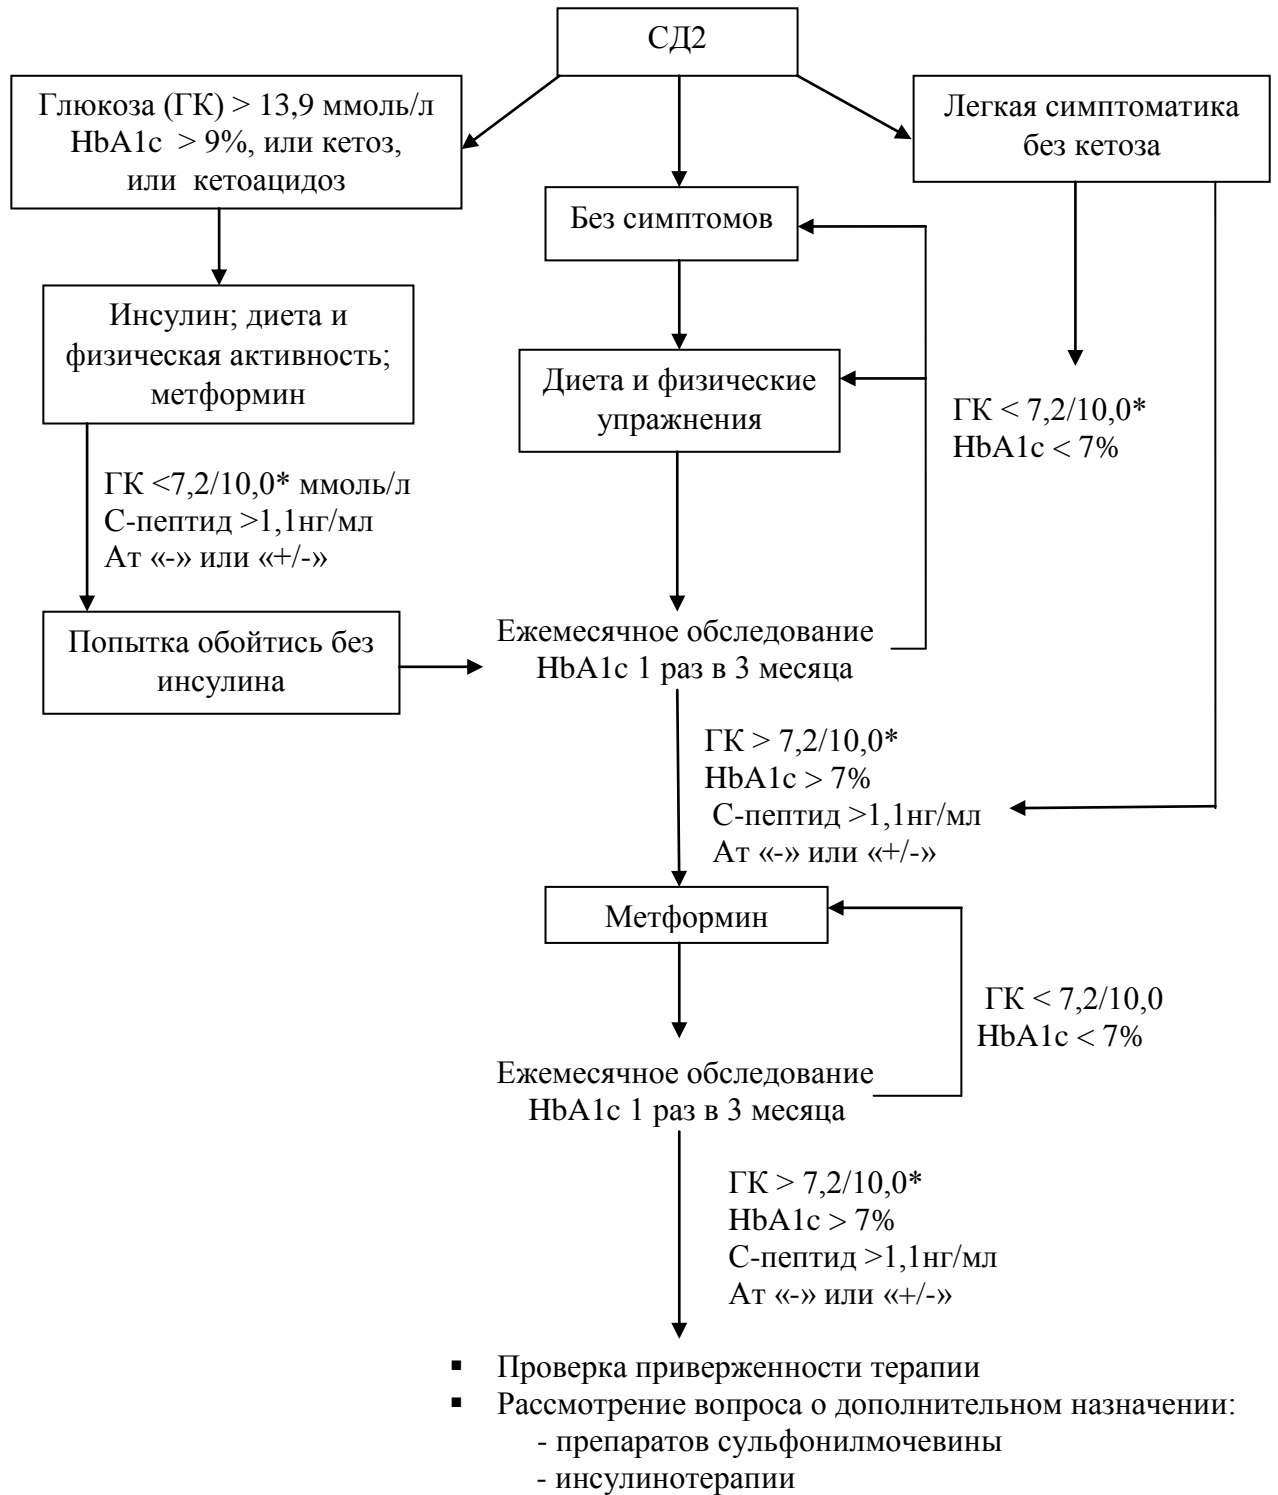 СД2
Глюкоза (ГК) > 13,9 ммоль/л
HbA1c > 9%, или кетоз,
или кетоацидоз
Легкая симптоматика
без кетоза
Без симптомов
Инсулин; диета и
физическая активность;
метформин
Диета и физические
упражнения
ГК < 7,2/10,0*
HbA1c < 7%
ГК <7,2/10,0* ммоль/л
С-пептид >1,1нг/мл
Ат «-» или «+/-»
Попытка обойтись без
инсулина
Ежемесячное обследование
HbA1c 1 раз в 3 месяца
ГК > 7,2/10,0*
HbA1c > 7%
С-пептид >1,1нг/мл
Ат «-» или «+/-»
Метформин
ГК < 7,2/10,0
HbA1c < 7%
Ежемесячное обследование
HbA1c 1 раз в 3 месяца
ГК > 7,2/10,0*
HbA1c > 7%
С-пептид >1,1нг/мл
Ат «-» или «+/-»
▪ Проверка приверженности терапии
▪ Рассмотрение вопроса о дополнительном назначении:
- препаратов сульфонилмочевины
- инсулинотерапии